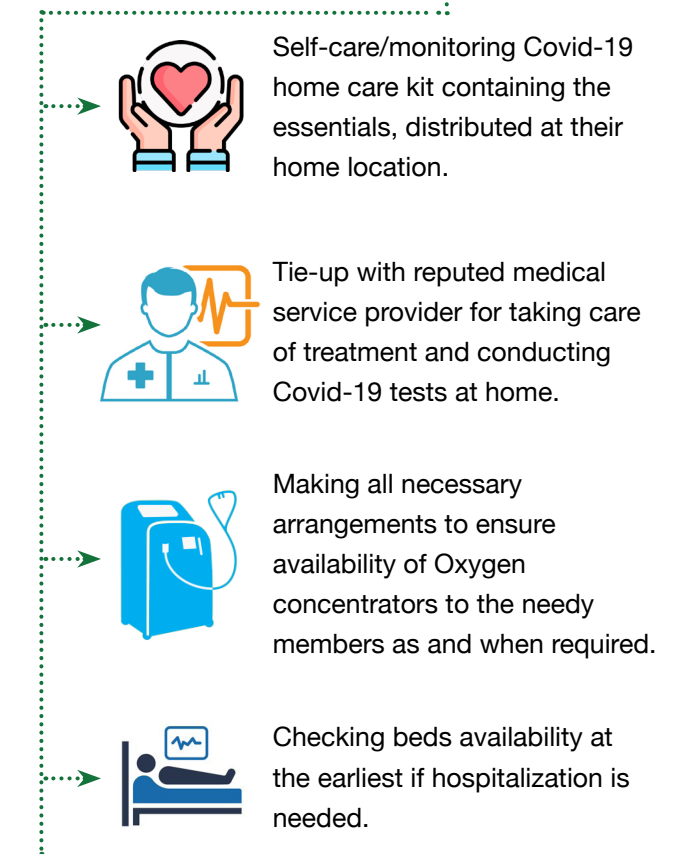 Self-care/monitoring Covid-19
home care kit containing the
essentials, distributed at their
home location.
Tie-up with reputed medical
service provider for taking care
of treatment and conducting
Covid-19 tests at home.
Making all necessary
arrangements to ensure
availability of Oxygen
concentrators to the needy
members as and when required.
Checking beds availability at
the earliest if hospitalization is
needed.